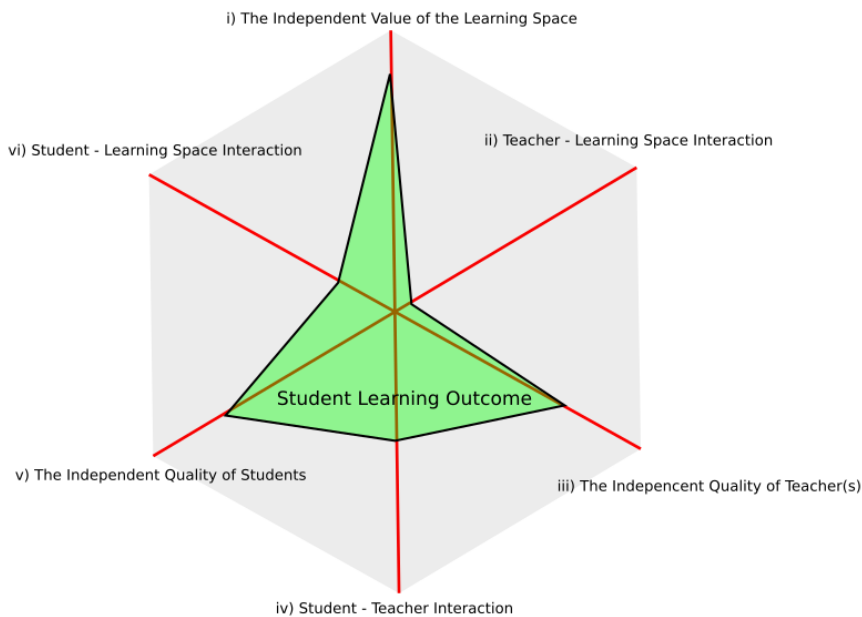 i) The Independent Value of the Learning Space
ii) Teacher - Learning Space Interaction
vi) Student - Learning Space Interaction
Student Learning Outcome
v) The Independent Quality of Students
iii) The Indepencent Quality of Teacher(s)
iv) Student - Teacher Interaction